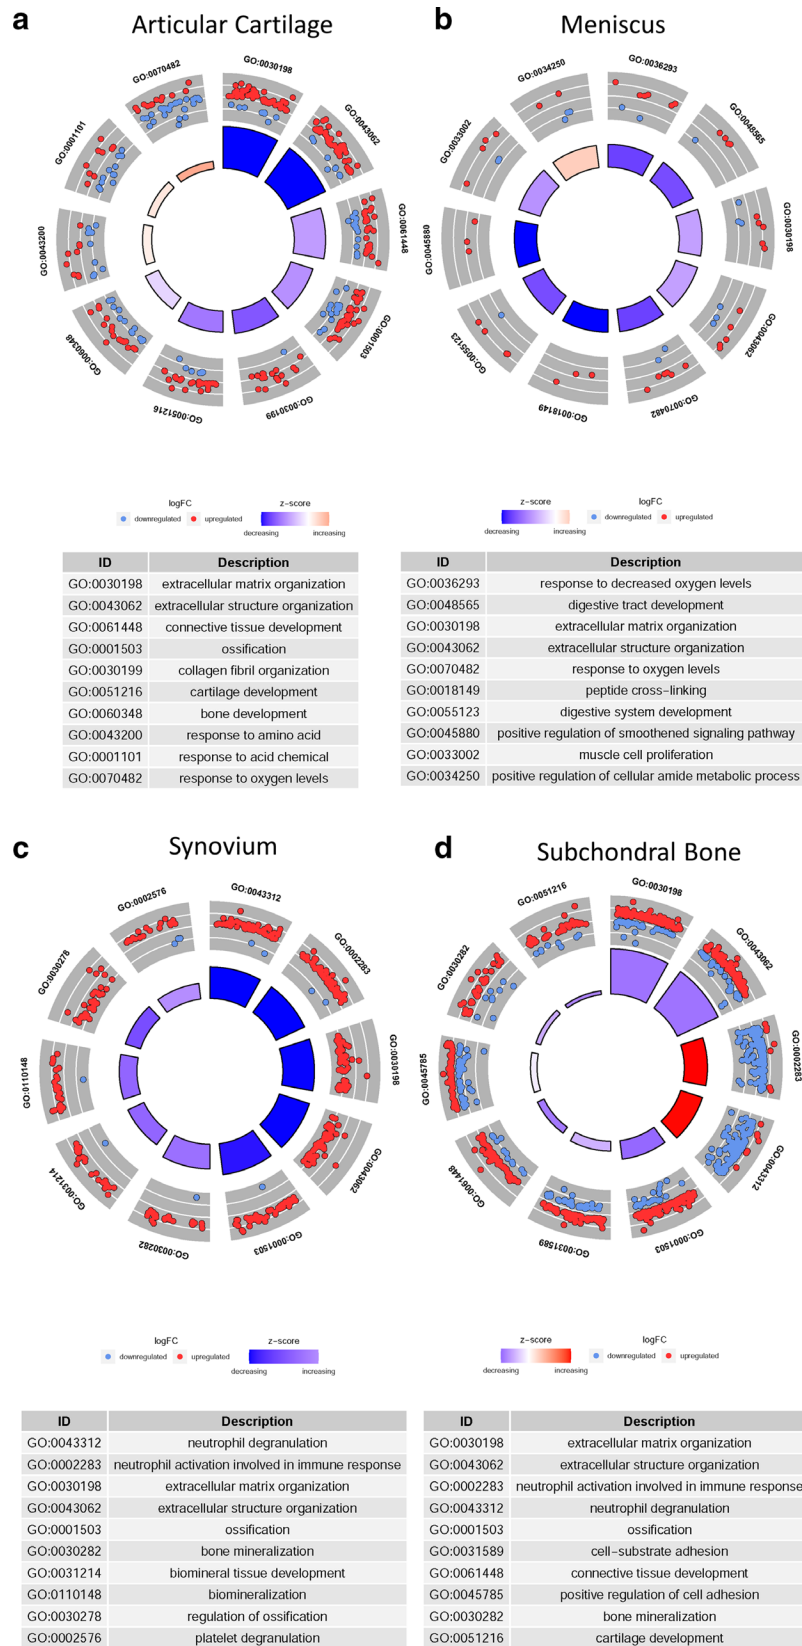 a
Articular Cartilage
GO:0030198
GO:0043062
GO:0061448
GO:0001503
GO:0030199
GO:0051216
GO:0060348
GO:0043200
GO:0001101
GO:0070482
logFC
downregulated
upregulated
z-score
decreasing
increasing
ID Description
GO:0030198 extracellular matrix organization
GO:0043062 extracellular structure organization
GO:0061448 connective tissue development
GO:0001503 ossification
GO:0030199 collagen fibril organization
GO:0051216 cartilage development
GO:0060348 bone development
GO:0043200 response to amino acid
GO:0001101 response to acid chemical
GO:0070482 response to oxygen levels
b
Meniscus
GO:0036293
GO:0048565
GO:0030198
GO:0043062
GO:0070482
GO:0018149
GO:0055123
GO:0045880
GO:0033002
GO:0034250
z-score
decreasing
increasing
logFC
downregulated
upregulated
ID Description
GO:0036293 response to decreased oxygen levels
GO:0048565 digestive tract development
GO:0030198 extracellular matrix organization
GO:0043062 extracellular structure organization
GO:0070482 response to oxygen levels
GO:0018149 peptide cross-linking
GO:0055123 digestive system development
GO:0045880 positive regulation of smoothened signaling pathway
GO:0033002 muscle cell proliferation
GO:0034250 positive regulation of cellular amide metabolic process
c
Synovium
GO:0043312
GO:0002283
GO:0030198
GO:0043062
GO:0001503
GO:0030282
GO:0031214
GO:0110148
GO:0030278
GO:0002576
logFC
downregulated
upregulated
z-score
decreasing
increasing
ID Description
GO:0043312 neutrophil degranulation
GO:0002283 neutrophil activation involved in immune response
GO:0030198 extracellular matrix organization
GO:0043062 extracellular structure organization
GO:0001503 ossification
GO:0030282 bone mineralization
GO:0031214 biomineral tissue development
GO:0110148 biomineralization
GO:0030278 regulation of ossification
GO:0002576 platelet degranulation
d
Subchondral Bone
GO:0030198
GO:0043062
GO:0002283
GO:0043312
GO:0001503
GO:0031589
GO:0061448
GO:0045785
GO:0030282
GO:0051216
z-score
decreasing
increasing
logFC
downregulated
upregulated
ID Description
GO:0030198 extracellular matrix organization
GO:0043062 extracellular structure organization
GO:0002283 neutrophil activation involved in immune response
GO:0043312 neutrophil degranulation
GO:0001503 ossification
GO:0031589 cell-substrate adhesion
GO:0061448 connective tissue development
GO:0045785 positive regulation of cell adhesion
GO:0030282 bone mineralization
GO:0051216 cartilage development